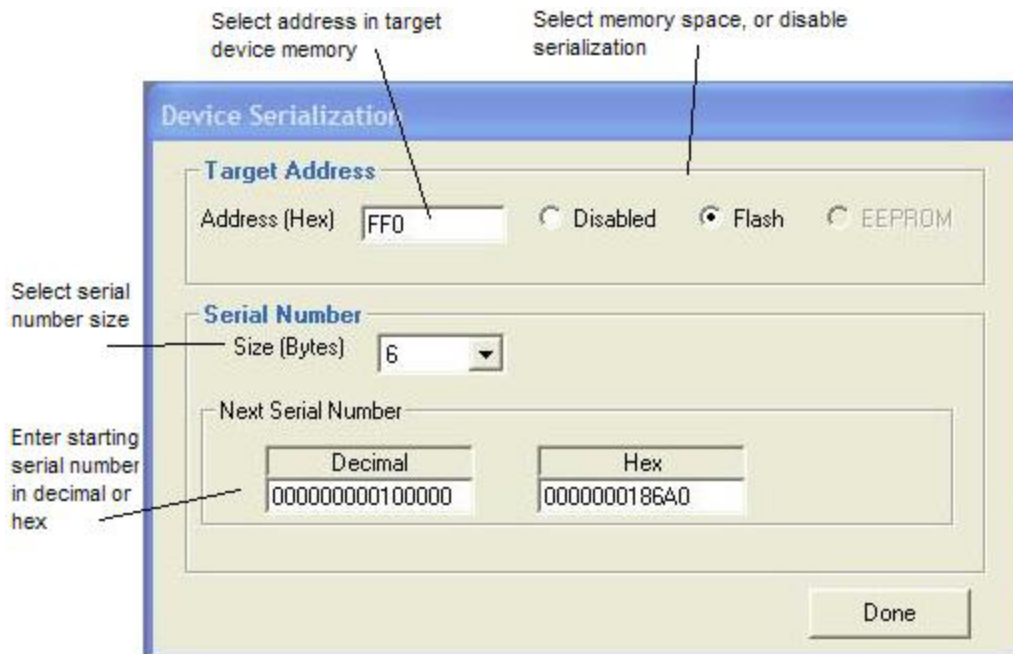 Select address in target
device memory
Select memory space, or disable
serialization
Device Serialization
Target Address
Address (Hex) FF0 Disabled Flash EEPROM
Select serial
number size
Serial Number
Size (Bytes) 6
Next Serial Number
Enter starting
serial number
in decimal or
hex
Decimal Hex
000000000100000 0000000186A0
Done